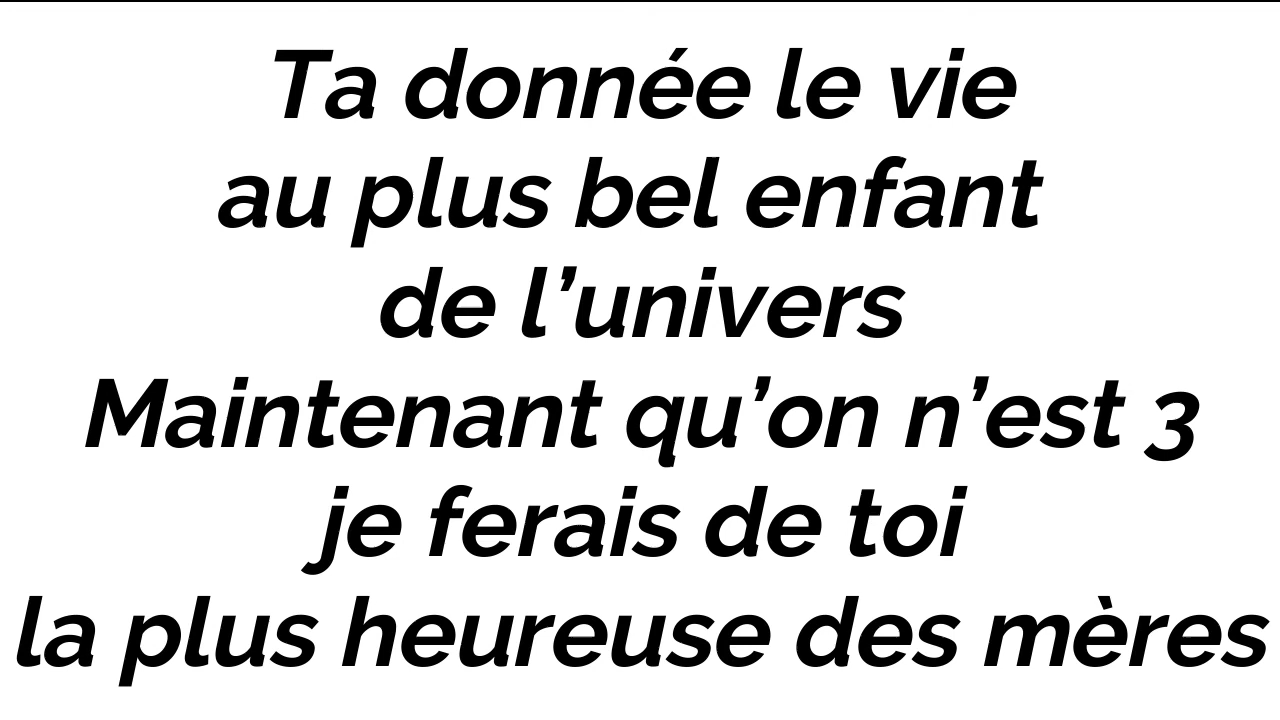 Ta donnée le vie
au plus bel enfant
de l’univers
Maintenant qu’on n’est 3
je ferais de toi
la plus heureuse des mères